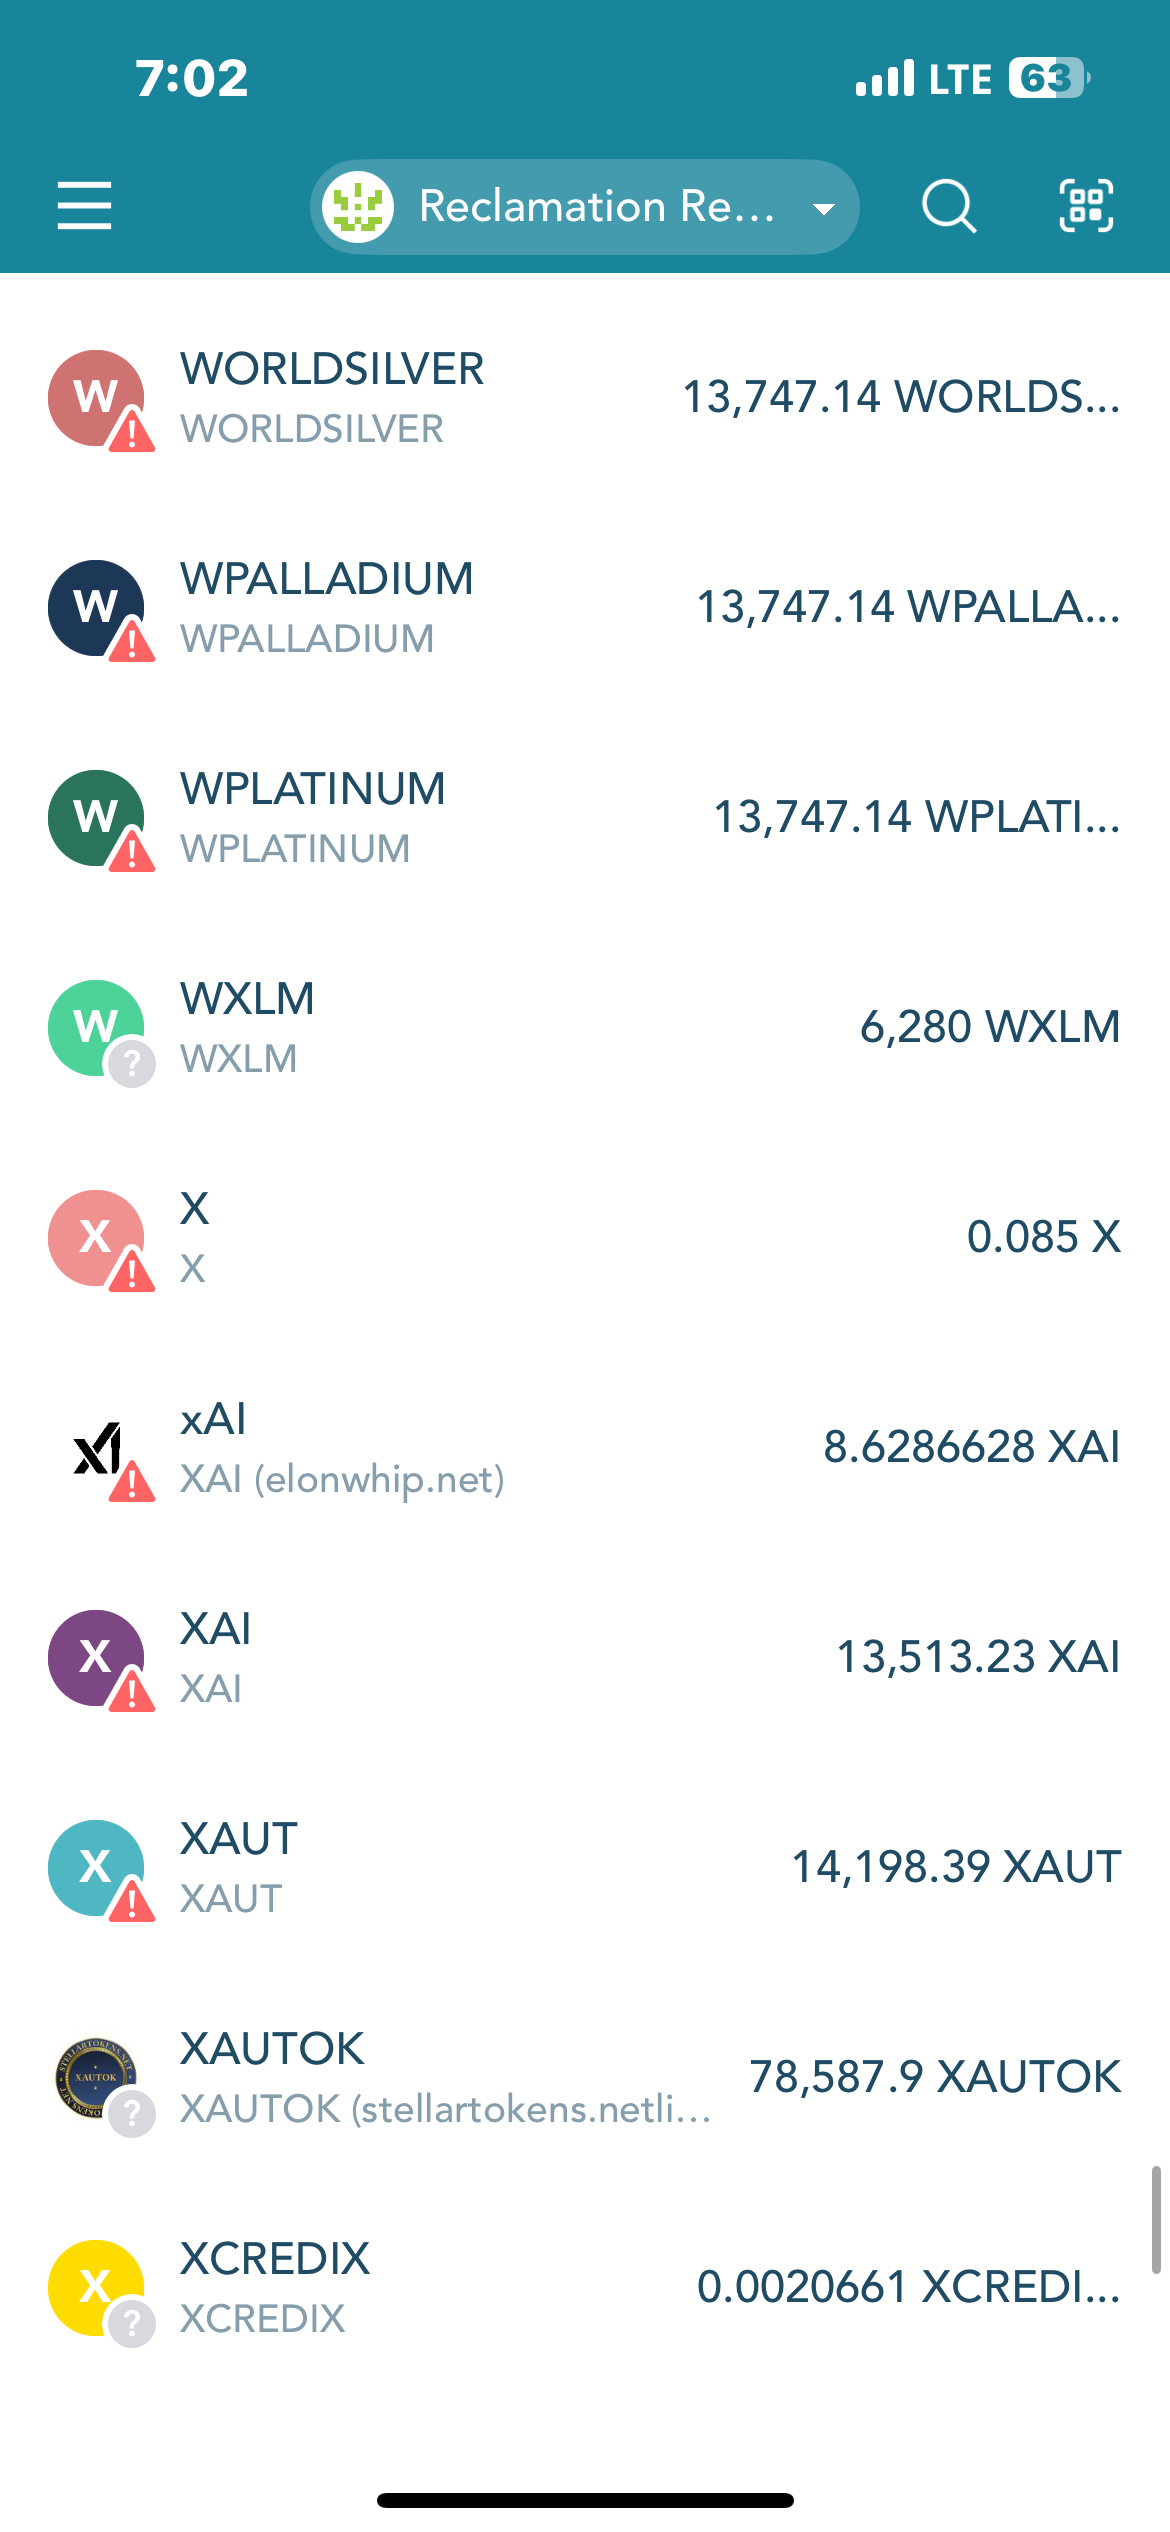 7:02
LTE 63
Reclamation Re...
W
WORLDSILVER
WORLDSILVER
13,747.14 WORLDS...
W
WPALLADIUM
WPALLADIUM
13,747.14 WPALLA...
W
WPLATINUM
WPLATINUM
13,747.14 WPLATI...
W
?
WXLM
WXLM
6,280 WXLM
X
X
X
0.085 X
xAI
XAI (elonwhip.net)
8.6286628 XAI
X
XAI
XAI
13,513.23 XAI
X
XAUT
XAUT
14,198.39 XAUT
STELLARTOKENS.NET
XAUTOK
?
XAUTOK
XAUTOK (stellartokens.netli...
78,587.9 XAUTOK
X
?
XCREDIX
XCREDIX
0.0020661 XCREDI...